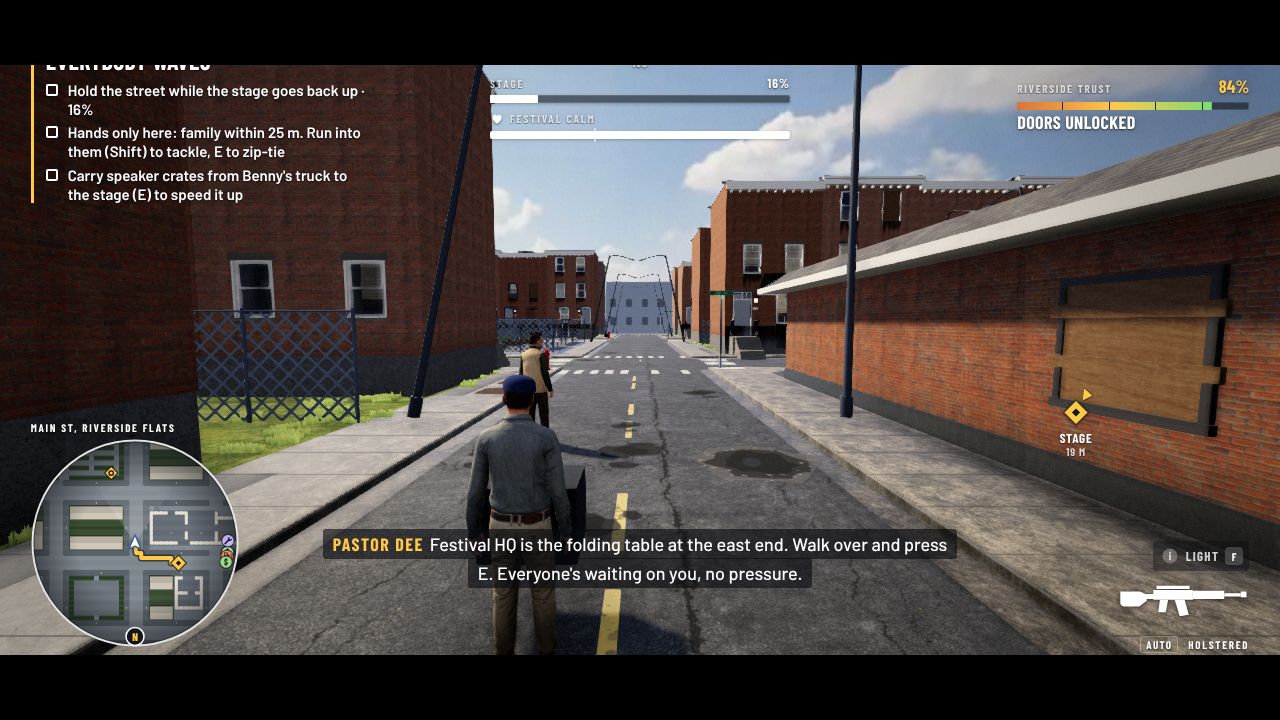 EVERYBODY WAVES
Hold the street while the stage goes back up ·
16%
Hands only here: family within 25 m. Run into
them (Shift) to tackle, E to zip-tie
Carry speaker crates from Benny's truck to
the stage (E) to speed it up
STAGE 16%
FESTIVAL CALM
RIVERSIDE TRUST 84%
DOORS UNLOCKED
STAGE
19 M
MAIN ST, RIVERSIDE FLATS
N
PASTOR DEE Festival HQ is the folding table at the east end. Walk over and press
E. Everyone's waiting on you, no pressure.
LIGHT F
AUTO HOLSTERED